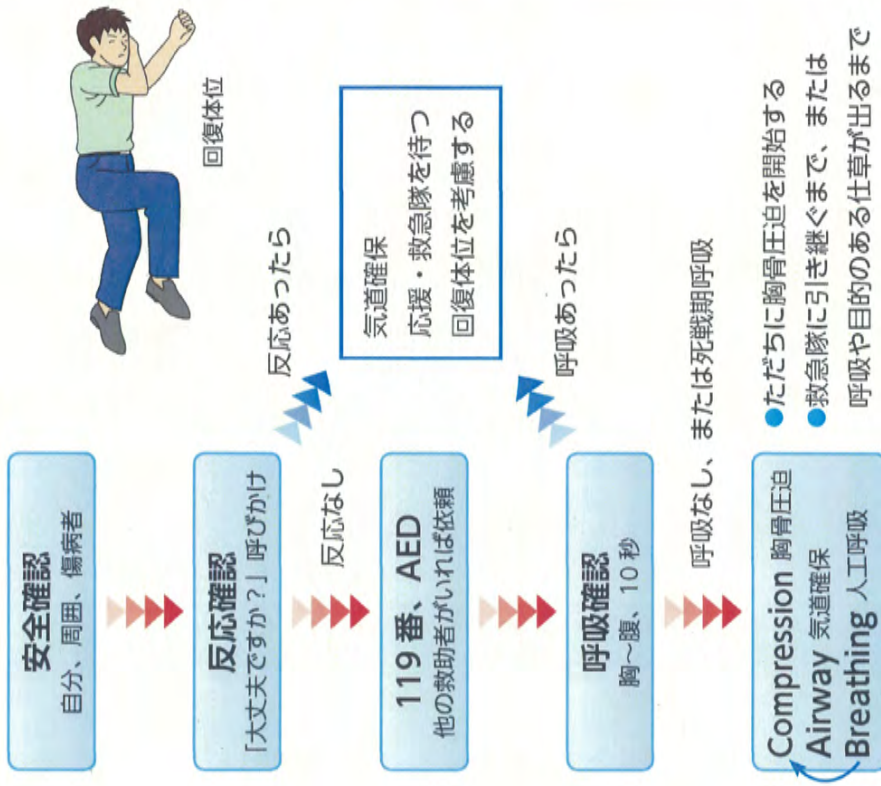 安全確認
自分、周囲、傷病者
反応確認
「大丈夫ですか？」呼びかけ
反応あったら
反応なし
119番、AED
他の救助者がいれば依頼
気道確保
応援・救急隊を待つ
回復体位を考慮する
回復体位
呼吸確認
胸〜腹、10秒
呼吸あったら
呼吸なし、または死戦期呼吸
Compression 胸骨圧迫
Airway 気道確保
Breathing 人工呼吸
●ただちに胸骨圧迫を開始する
●救急隊に引き継ぐまで、または
呼吸や目的のある仕草が出るまで